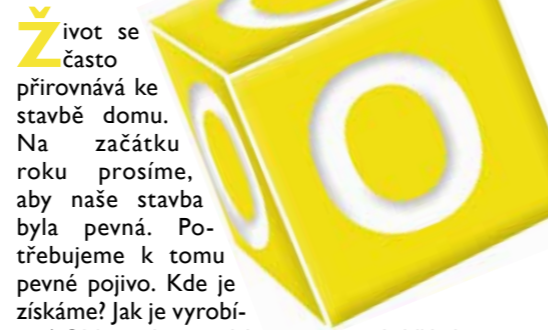 Život se
často
přirovnává ke
stavbě domu.
Na začátku
roku prosíme,
aby naše stavba
byla pevná. Po-
třebujeme k tomu
pevné pojivo. Kde je
získáme? Jak je vyrobí-
O
O